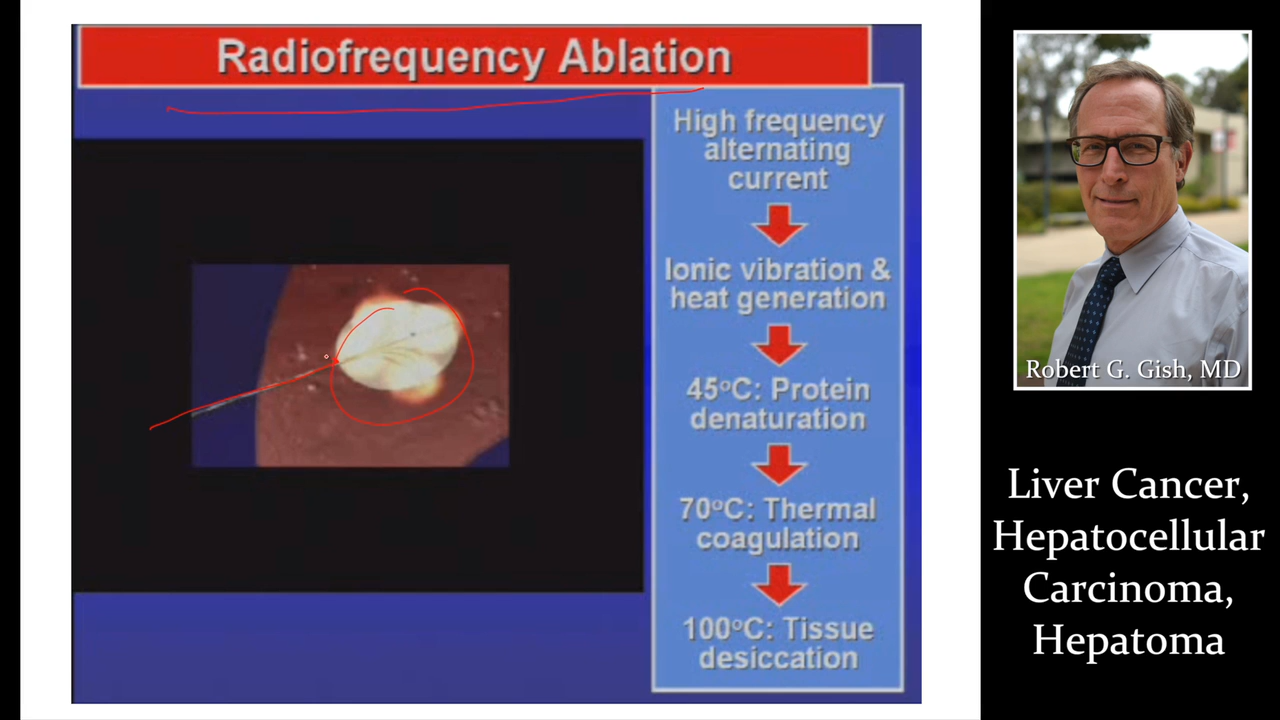 Radiofrequency Ablation
High frequency
alternating
current
Ionic vibration &
heat generation
45°C: Protein
denaturation
70°C: Thermal
coagulation
100°C: Tissue
desiccation
Robert G. Gish, MD
Liver Cancer,
Hepatocellular
Carcinoma,
Hepatoma